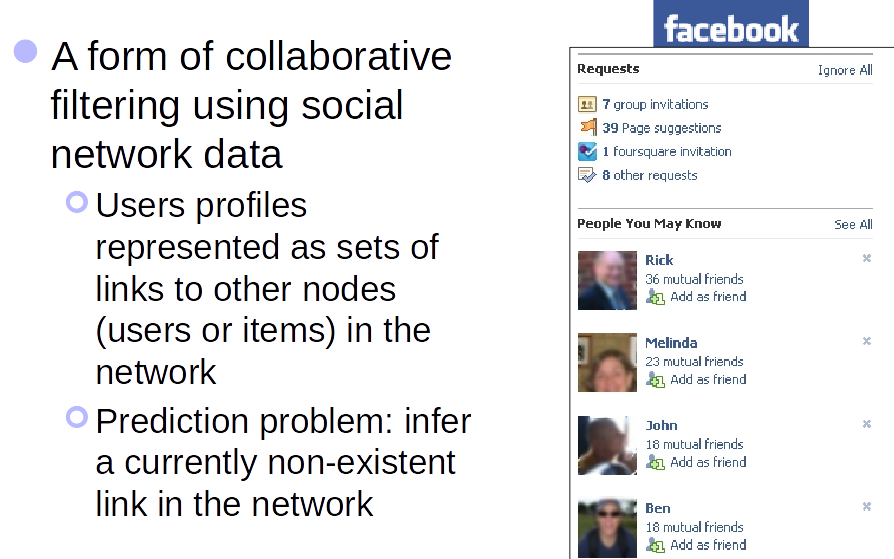 A form of collaborative
filtering using social
network data
Users profiles
represented as sets of
links to other nodes
(users or items) in the
network
Prediction problem: infer
a currently non-existent
link in the network
facebook
Requests Ignore All
7 group invitations
39 Page suggestions
1 foursquare invitation
8 other requests
People You May Know See All
Rick
36 mutual friends
Add as friend
Melinda
23 mutual friends
Add as friend
John
18 mutual friends
Add as friend
Ben
18 mutual friends
Add as friend